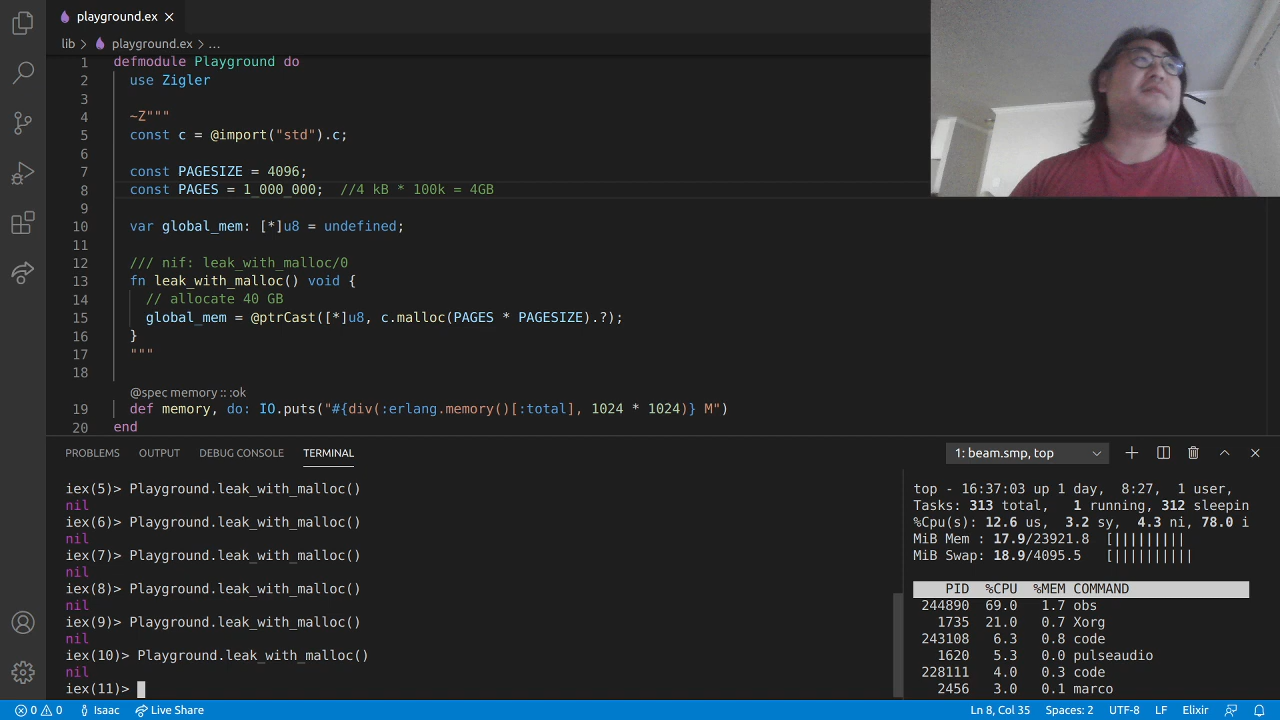 playground.ex
lib > playground.ex > ...
1 defmodule Playground do
2 use Zigler
3
4 ~Z"""
5 const c = @import("std").c;
6
7 const PAGESIZE = 4096;
8 const PAGES = 1_000_000; //4 kB * 100k = 4GB
9
10 var global_mem: [*]u8 = undefined;
11
12 /// nif: leak_with_malloc/0
13 fn leak_with_malloc() void {
14 // allocate 40 GB
15 global_mem = @ptrCast([*]u8, c.malloc(PAGES * PAGESIZE).?);
16 }
17 """
18
@spec memory :: :ok
19 def memory, do: IO.puts("#{div(:erlang.memory()[:total], 1024 * 1024)} M")
20 end
PROBLEMS OUTPUT DEBUG CONSOLE TERMINAL
1: beam.smp, top
iex(5)> Playground.leak_with_malloc()
nil
iex(6)> Playground.leak_with_malloc()
nil
iex(7)> Playground.leak_with_malloc()
nil
iex(8)> Playground.leak_with_malloc()
nil
iex(9)> Playground.leak_with_malloc()
nil
iex(10)> Playground.leak_with_malloc()
nil
iex(11)>
top - 16:37:03 up 1 day, 8:27, 1 user,
Tasks: 313 total, 1 running, 312 sleepin
%Cpu(s): 12.6 us, 3.2 sy, 4.3 ni, 78.0 i
MiB Mem : 17.9/23921.8 [|||||||||
MiB Swap: 18.9/4095.5 [||||||||||
PID %CPU %MEM COMMAND
244890 69.0 1.7 obs
1735 21.0 0.7 Xorg
243108 6.3 0.8 code
1620 5.3 0.0 pulseaudio
228111 4.0 0.3 code
2456 3.0 0.1 marco
0 0 Isaac Live Share
Ln 8, Col 35 Spaces: 2 UTF-8 LF Elixir